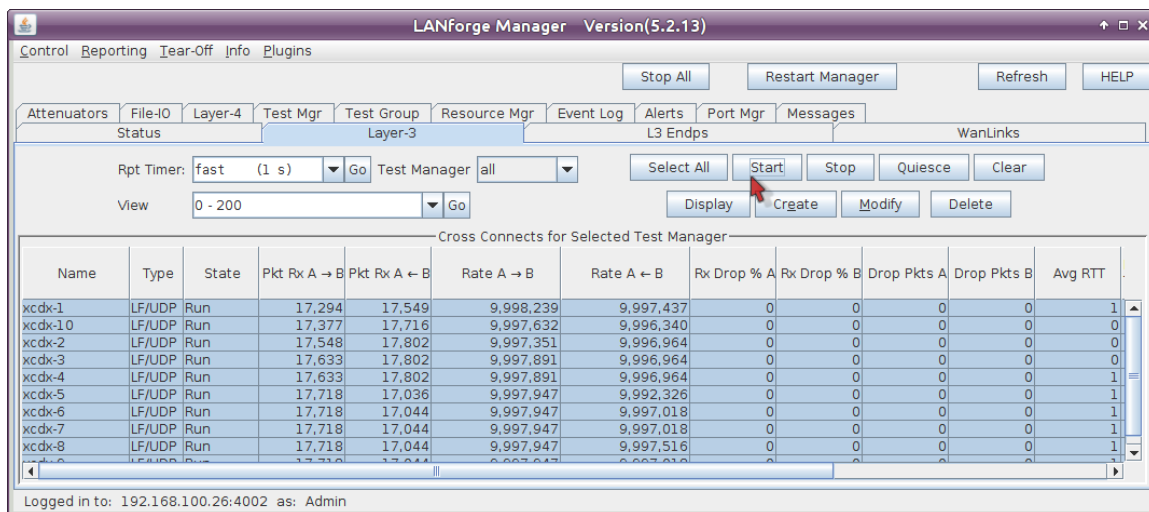 LANforge Manager Version(5.2.13)
Control Reporting Tear-Off Info Plugins
Stop All Restart Manager Refresh HELP
Attenuators File-IO Layer-4 Test Mgr Test Group Resource Mgr Event Log Alerts Port Mgr Messages
Status Layer-3 L3 Endps WanLinks
Rpt Timer: fast (1 s) Go Test Manager all Select All Start Stop Quiesce Clear
View 0 - 200 Go Display Create Modify Delete
Cross Connects for Selected Test Manager
Name Type State Pkt Rx A → B Pkt Rx A ← B Rate A → B Rate A ← B Rx Drop % A Rx Drop % B Drop Pkts A Drop Pkts B Avg RTT
xcdx-1 LF/UDP Run 17,294 17,549 9,998,239 9,997,437 0 0 0 0 1
xcdx-10 LF/UDP Run 17,377 17,716 9,997,632 9,996,340 0 0 0 0 0
xcdx-2 LF/UDP Run 17,548 17,802 9,997,351 9,996,964 0 0 0 0 0
xcdx-3 LF/UDP Run 17,633 17,802 9,997,891 9,996,964 0 0 0 0 0
xcdx-4 LF/UDP Run 17,633 17,802 9,997,891 9,996,964 0 0 0 0 1
xcdx-5 LF/UDP Run 17,718 17,036 9,997,947 9,992,326 0 0 0 0 1
xcdx-6 LF/UDP Run 17,718 17,044 9,997,947 9,997,018 0 0 0 0 1
xcdx-7 LF/UDP Run 17,718 17,044 9,997,947 9,997,018 0 0 0 0 1
xcdx-8 LF/UDP Run 17,718 17,044 9,997,947 9,997,516 0 0 0 0 1
Logged in to: 192.168.100.26:4002 as: Admin